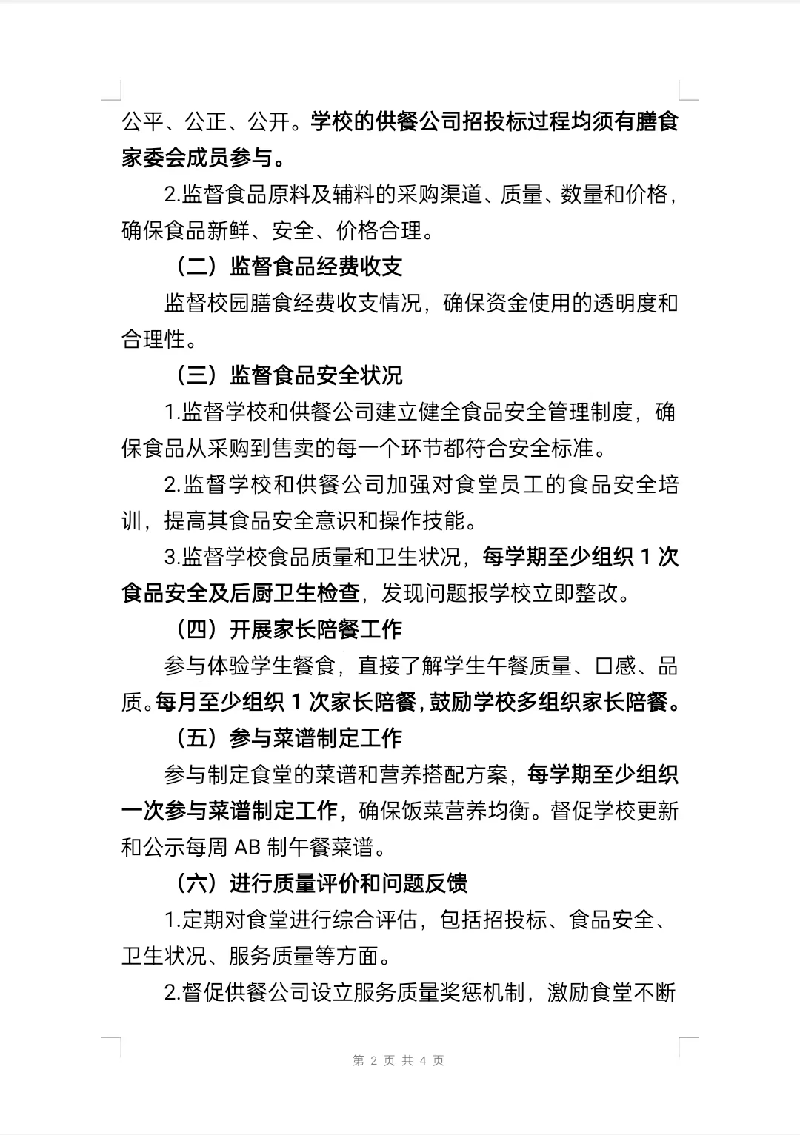 公平、公正、公开。学校的供餐公司招投标过程均须有膳食
家委会成员参与。
2.监督食品原料及辅料的采购渠道、质量、数量和价格，
确保食品新鲜、安全、价格合理。
（二）监督食品经费收支
监督校园膳食经费收支情况，确保资金使用的透明度和
合理性。
（三）监督食品安全状况
1.监督学校和供餐公司建立健全食品安全管理制度，确
保食品从采购到售卖的每一个环节都符合安全标准。
2.监督学校和供餐公司加强对食堂员工的食品安全培
训，提高其食品安全意识和操作技能。
3.监督学校食品质量和卫生状况，每学期至少组织 1 次
食品安全及后厨卫生检查，发现问题报学校立即整改。
（四）开展家长陪餐工作
参与体验学生餐食，直接了解学生午餐质量、口感、品
质。每月至少组织 1 次家长陪餐，鼓励学校多组织家长陪餐。
（五）参与菜谱制定工作
参与制定食堂的菜谱和营养搭配方案，每学期至少组织
一次参与菜谱制定工作，确保饭菜营养均衡。督促学校更新
和公示每周 AB 制午餐菜谱。
（六）进行质量评价和问题反馈
1.定期对食堂进行综合评估，包括招投标、食品安全、
卫生状况、服务质量等方面。
2.督促供餐公司设立服务质量奖惩机制，激励食堂不断
第 2 页 共 4 页